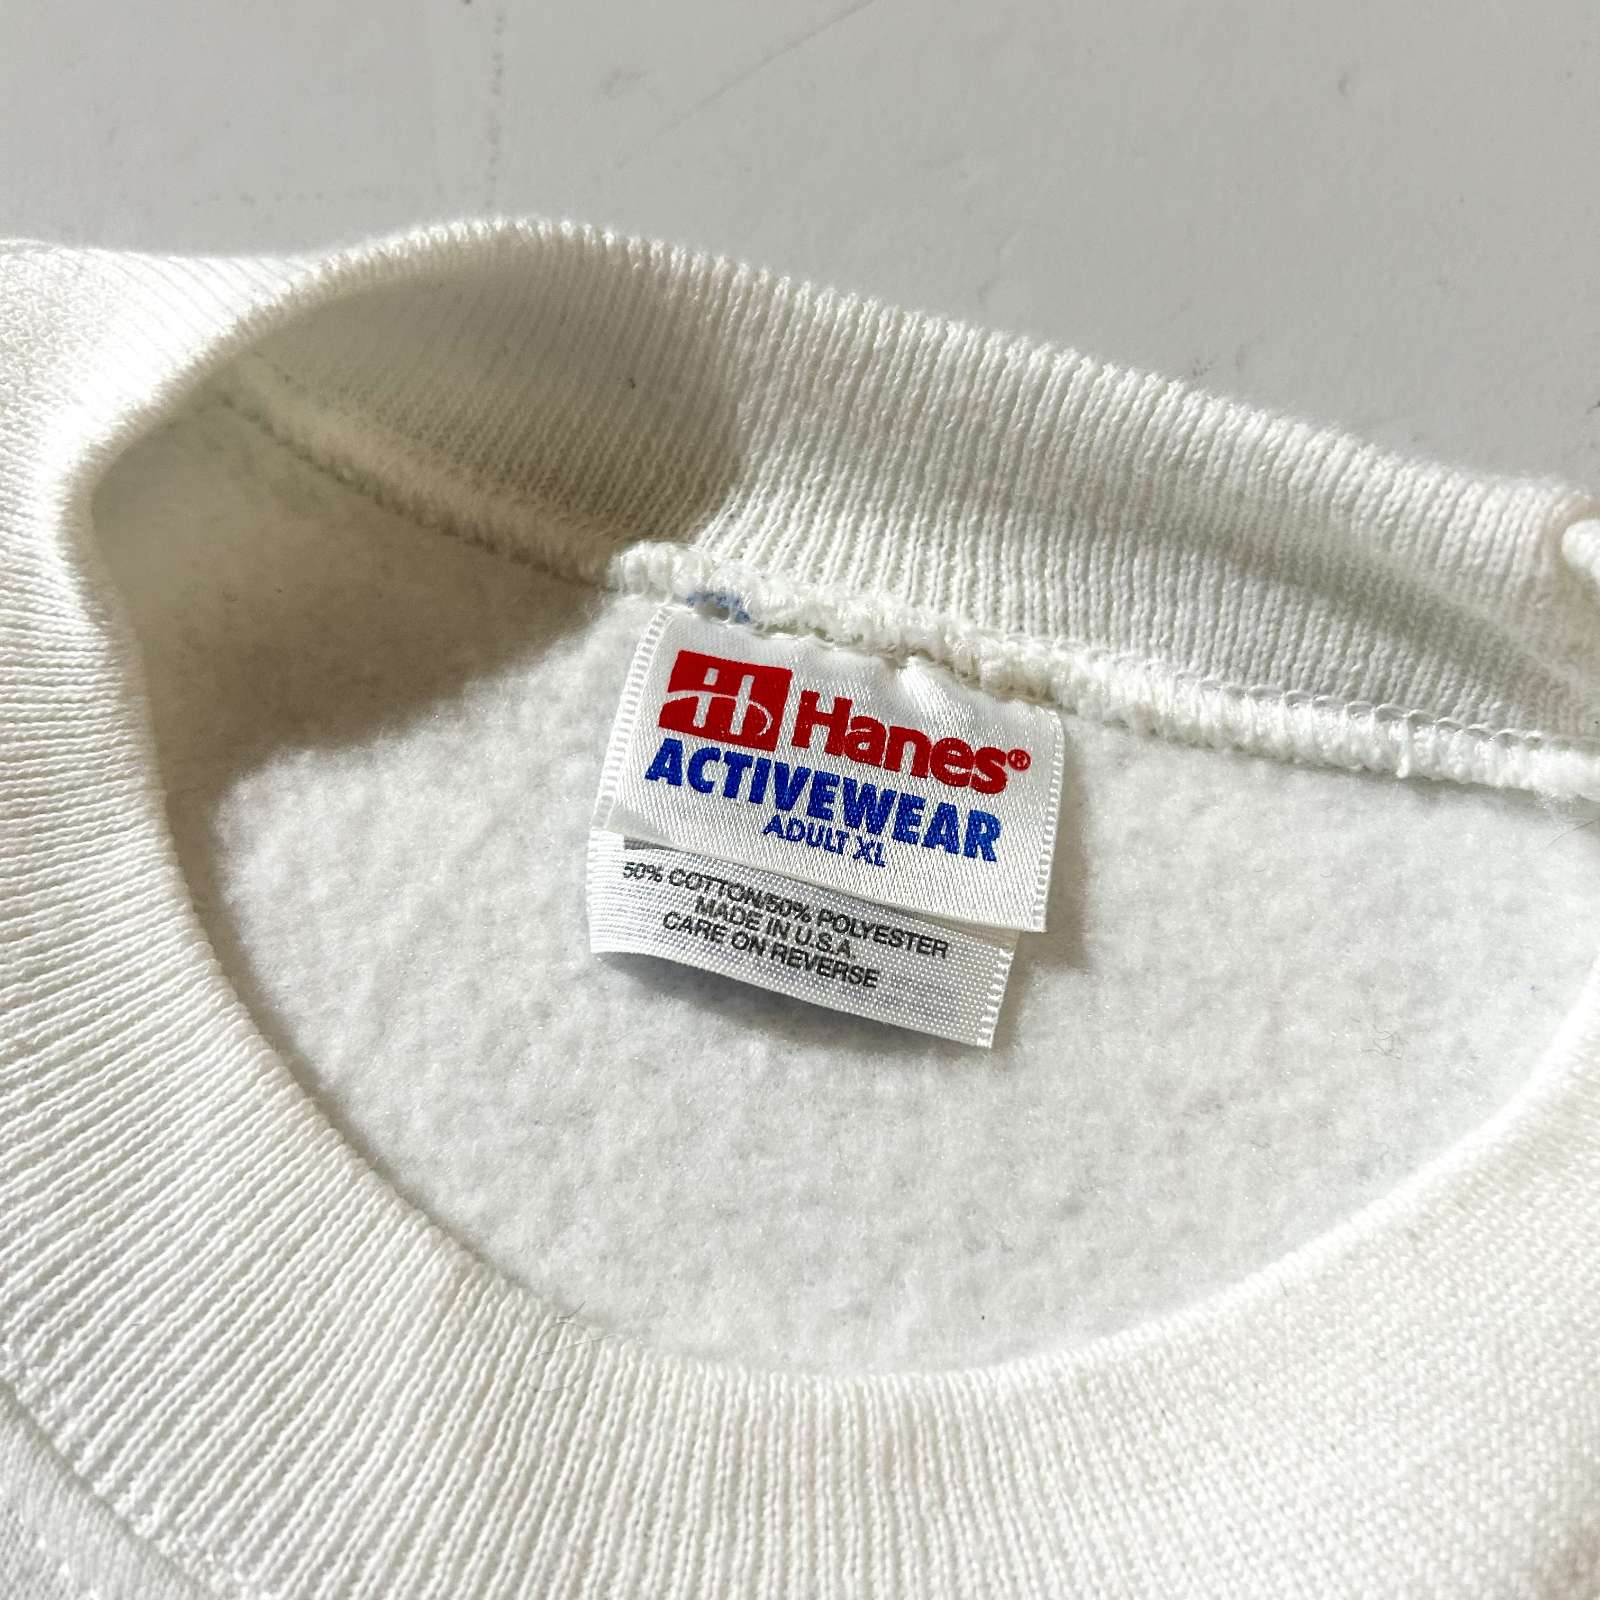 Hanes®
ACTIVEWEAR
ADULT XL
50% COTTON/50% POLYESTER
MADE IN U.S.A.
CARE ON REVERSE